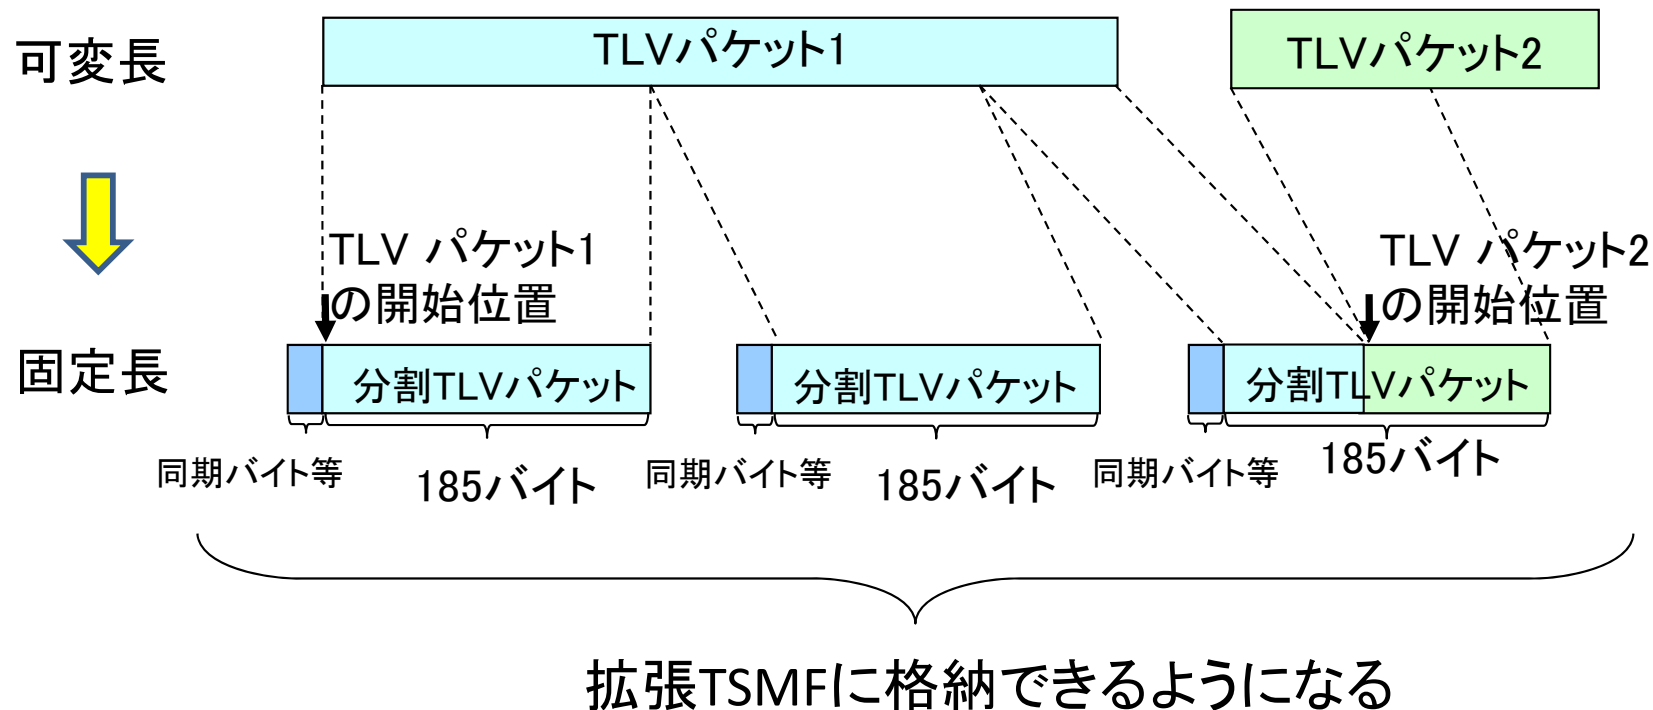 可変長
TLVパケット1
TLVパケット2
TLV パケット1
の開始位置
TLV パケット2
の開始位置
固定長
分割TLVパケット
分割TLVパケット
分割TLVパケット
同期バイト等
185バイト
同期バイト等
185バイト
同期バイト等
185バイト
拡張TSMFに格納できるようになる